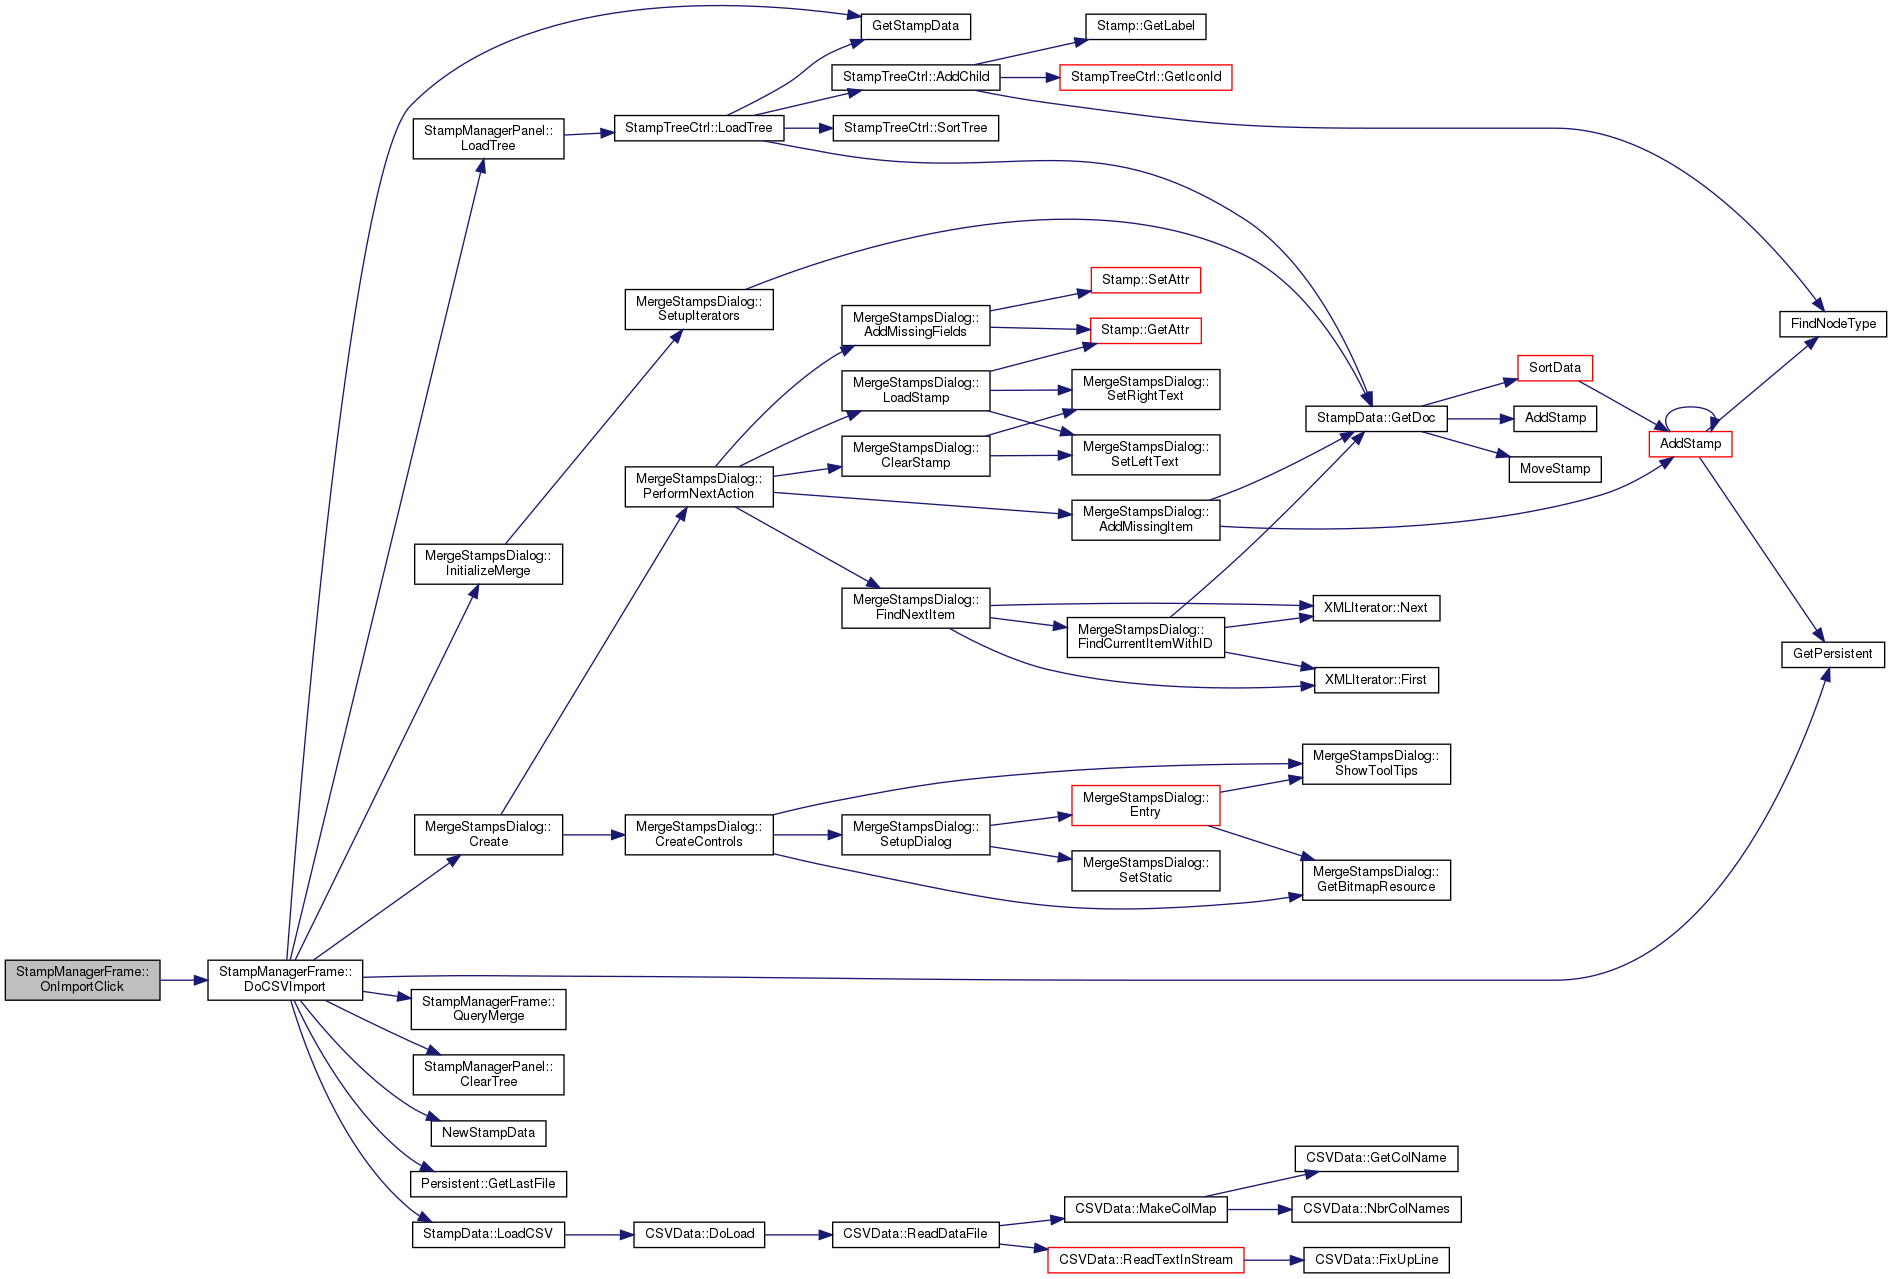 GetStampData
Stamp::GetLabel
StampTreeCtrl::AddChild
StampTreeCtrl::GetIconId
StampManagerPanel::
LoadTree
StampTreeCtrl::LoadTree
StampTreeCtrl::SortTree
MergeStampsDialog::
SetupIterators
Stamp::SetAttr
MergeStampsDialog::
AddMissingFields
Stamp::GetAttr
FindNodeType
MergeStampsDialog::
LoadStamp
MergeStampsDialog::
SetRightText
SortData
StampData::GetDoc
AddStamp
AddStamp
MergeStampsDialog::
ClearStamp
MergeStampsDialog::
SetLeftText
MoveStamp
MergeStampsDialog::
PerformNextAction
MergeStampsDialog::
AddMissingItem
MergeStampsDialog::
InitializeMerge
MergeStampsDialog::
FindNextItem
XMLIterator::Next
MergeStampsDialog::
FindCurrentItemWithID
GetPersistent
XMLIterator::First
MergeStampsDialog::
ShowToolTips
MergeStampsDialog::
Entry
MergeStampsDialog::
Create
MergeStampsDialog::
CreateControls
MergeStampsDialog::
SetupDialog
MergeStampsDialog::
SetStatic
MergeStampsDialog::
GetBitmapResource
StampManagerFrame::
OnImportClick
StampManagerFrame::
DoCSVImport
StampManagerFrame::
QueryMerge
StampManagerPanel::
ClearTree
NewStampData
Persistent::GetLastFile
CSVData::GetColName
CSVData::MakeColMap
CSVData::NbrColNames
StampData::LoadCSV
CSVData::DoLoad
CSVData::ReadDataFile
CSVData::ReadTextInStream
CSVData::FixUpLine